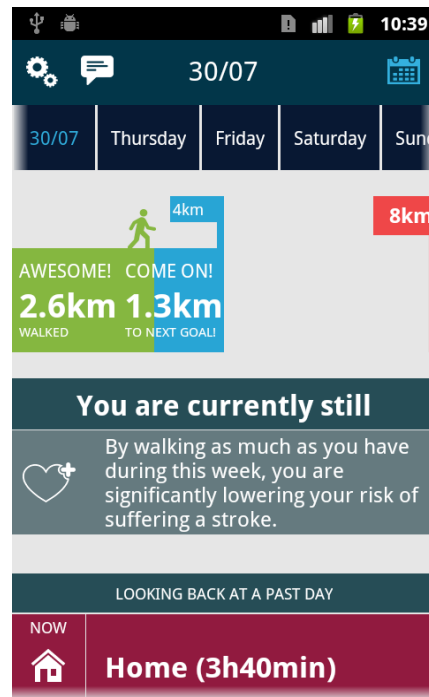 10:39
30/07
30/07 Thursday Friday Saturday Sun
4km
8km
AWESOME! COME ON!
2.6km 1.3km
WALKED TO NEXT GOAL!
You are currently still
By walking as much as you have
during this week, you are
significantly lowering your risk of
suffering a stroke.
LOOKING BACK AT A PAST DAY
NOW
Home (3h40min)